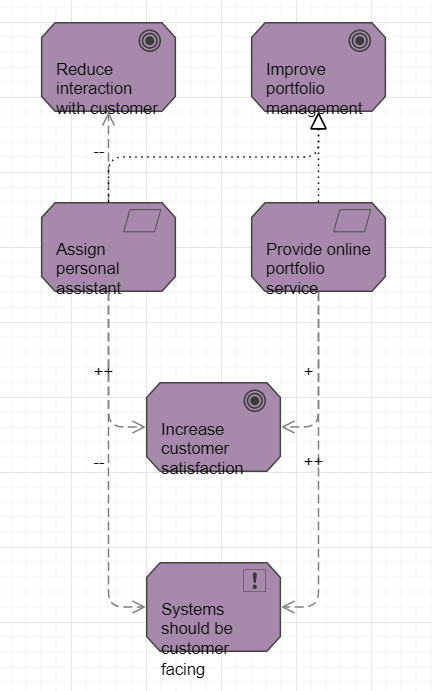 Reduce
interaction
with customer
Improve
portfolio
management
--
Assign
personal
assistant
Provide online
portfolio
service
++
+
Increase
customer
satisfaction
--
++
!
Systems
should be
customer
facing